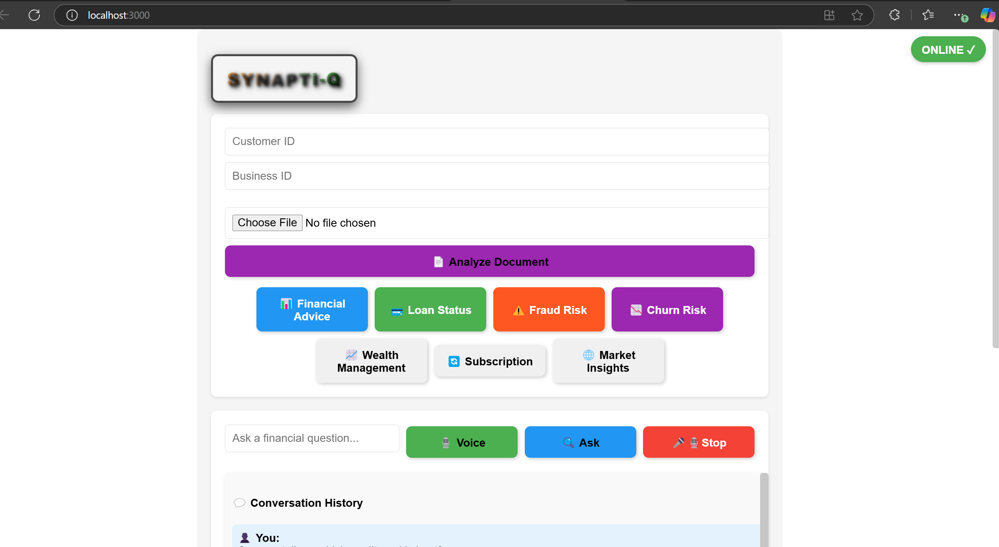 localhost:3000
ONLINE ✓
SYNAPTI-Q
Customer ID
Business ID
Choose File No file chosen
Analyze Document
Financial
Advice
Loan Status
Fraud Risk
Churn Risk
Wealth
Management
Subscription
Market
Insights
Ask a financial question...
Voice
Ask
Stop
Conversation History
You: